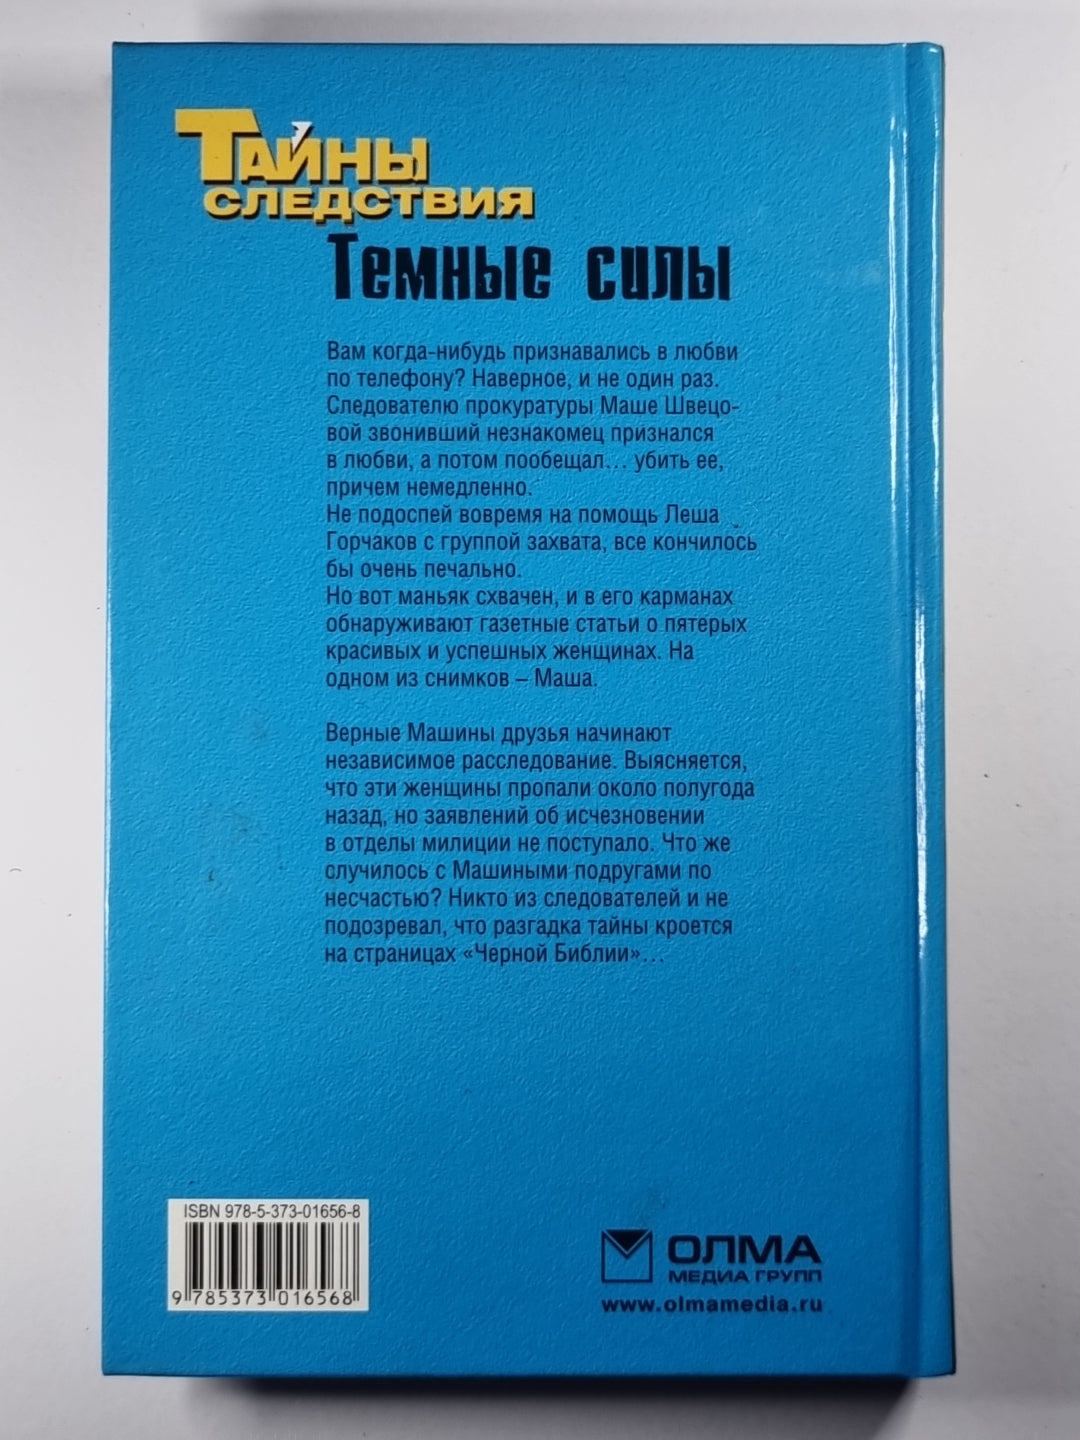 Тайны
следствия
Темные силы
Вам когда-нибудь признавались в любви
по телефону? Наверное, и не один раз.
Следователю прокуратуры Маше Швецо-
вой звонивший незнакомец признался
в любви, а потом пообещал... убить ее,
причем немедленно.
Не подоспей вовремя на помощь Леша
Горчаков с группой захвата, все кончилось
бы очень печально.
Но вот маньяк схвачен, и в его карманах
обнаруживают газетные статьи о пятерых
красивых и успешных женщинах. На
одном из снимков – Маша.
Верные Машины друзья начинают
независимое расследование. Выясняется,
что эти женщины пропали около полугода
назад, но заявлений об исчезновении
в отделы милиции не поступало. Что же
случилось с Машиными подругами по
несчастью? Никто из следователей и не
подозревал, что разгадка тайны кроется
на страницах «Черной Библии»...
ISBN 978-5-373-01656-8
9 785373 016568
ОЛМА
МЕДИА ГРУПП
www.olmamedia.ru